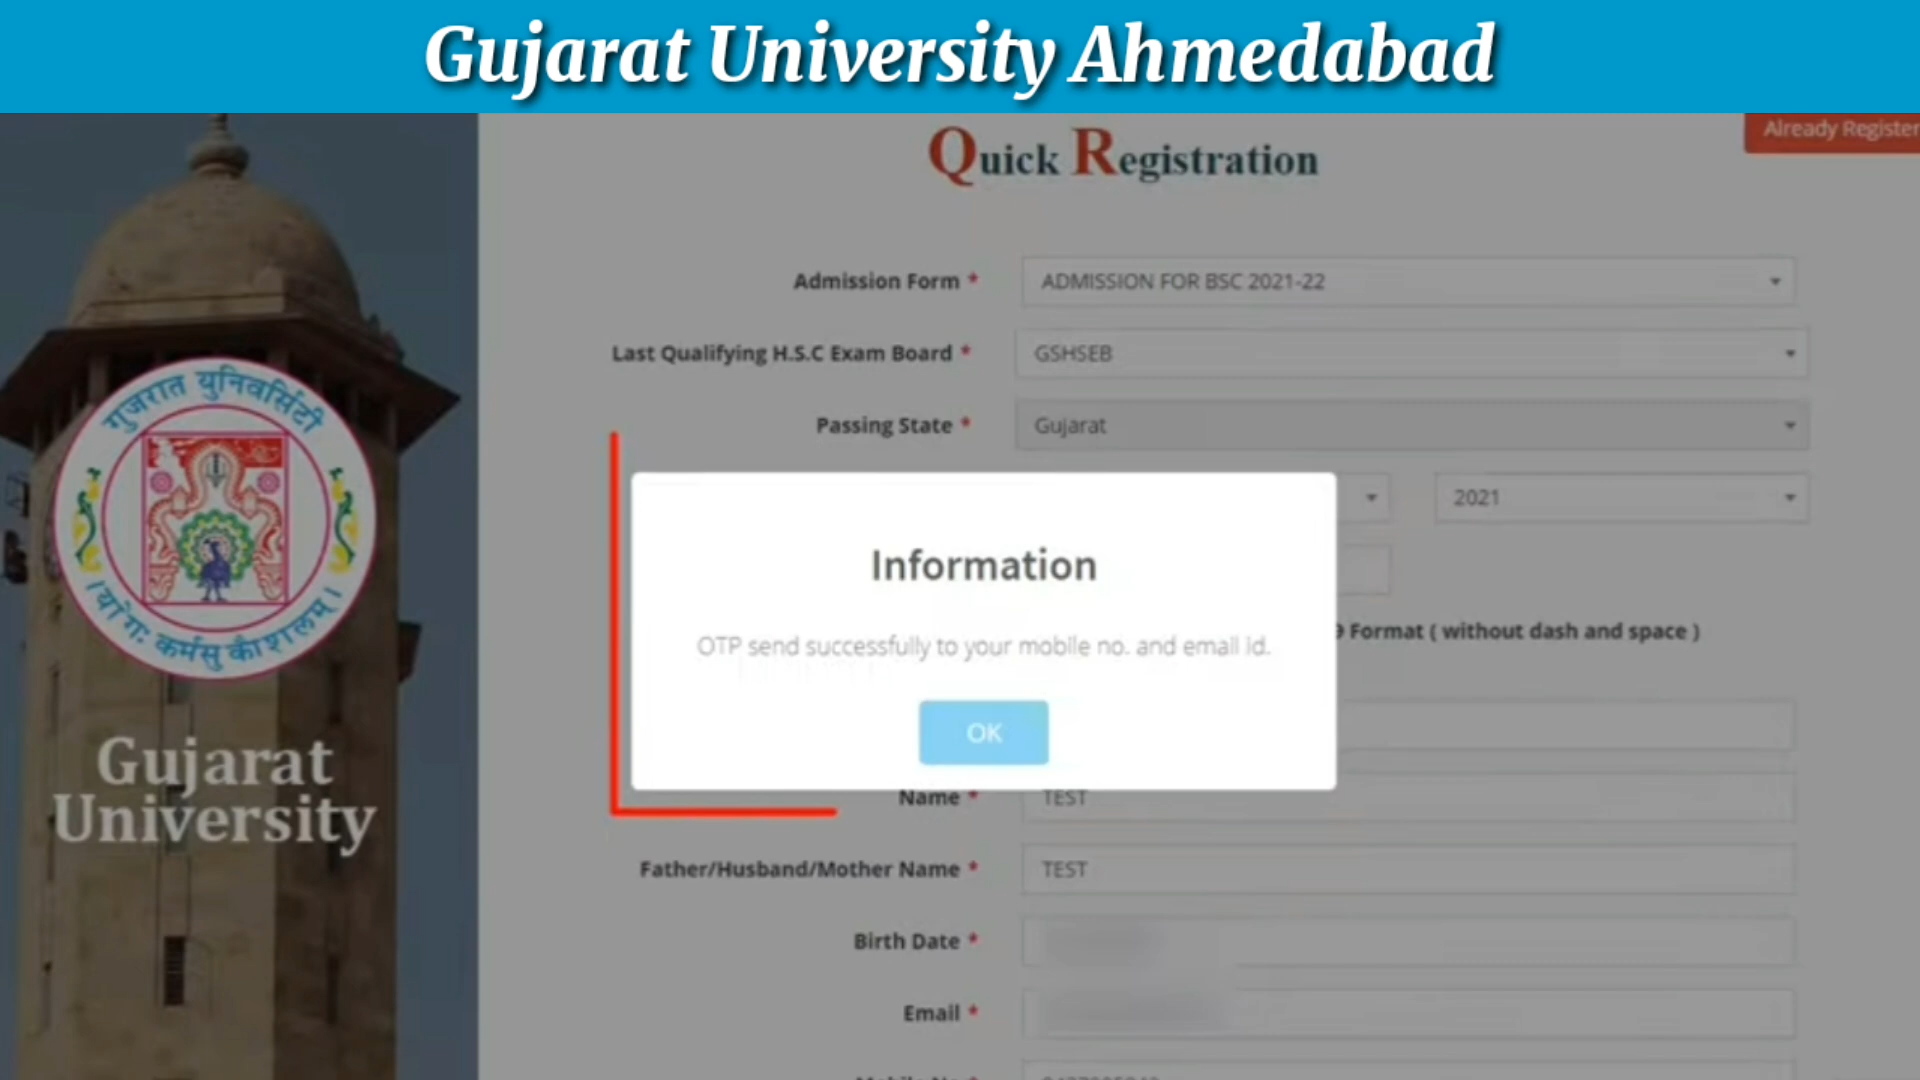 Gujarat University Ahmedabad
Already Register
Quick Registration
Admission Form * ADMISSION FOR BSC 2021-22
Last Qualifying H.S.C Exam Board * GSHSEB
Passing State * Gujarat
2021
Information
OTP send successfully to your mobile no. and email id.
OK
Format ( without dash and space )
Name * TEST
Father/Husband/Mother Name * TEST
Birth Date *
Email *
गुजरात युनिवर्सिटी
। योगः कर्मसु कौशलम् ।
Gujarat
University